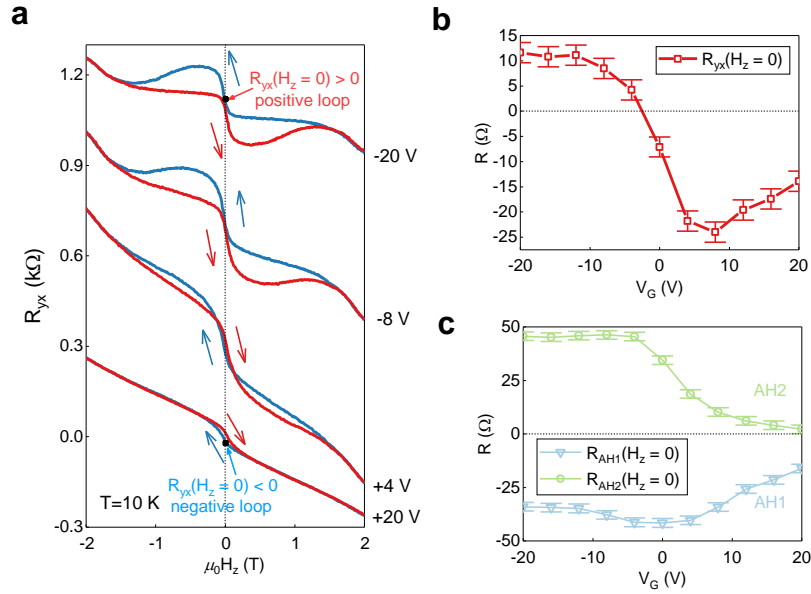 a
1.2
0.9
0.6
0.3
0.0
-0.3
R_yx (kΩ)
R_yx(H_z = 0) > 0
positive loop
-20 V
-8 V
+4 V
+20 V
R_yx(H_z = 0) < 0
negative loop
T=10 K
-2 -1 0 1 2
μ₀H_z (T)
b
15
10
5
0
-5
-10
-15
-20
-25
R (Ω)
R_yx(H_z = 0)
-20 -10 0 10 20
V_G (V)
c
50
25
0
-25
-50
R (Ω)
AH2
R_AH1(H_z = 0)
R_AH2(H_z = 0)
AH1
-20 -10 0 10 20
V_G (V)